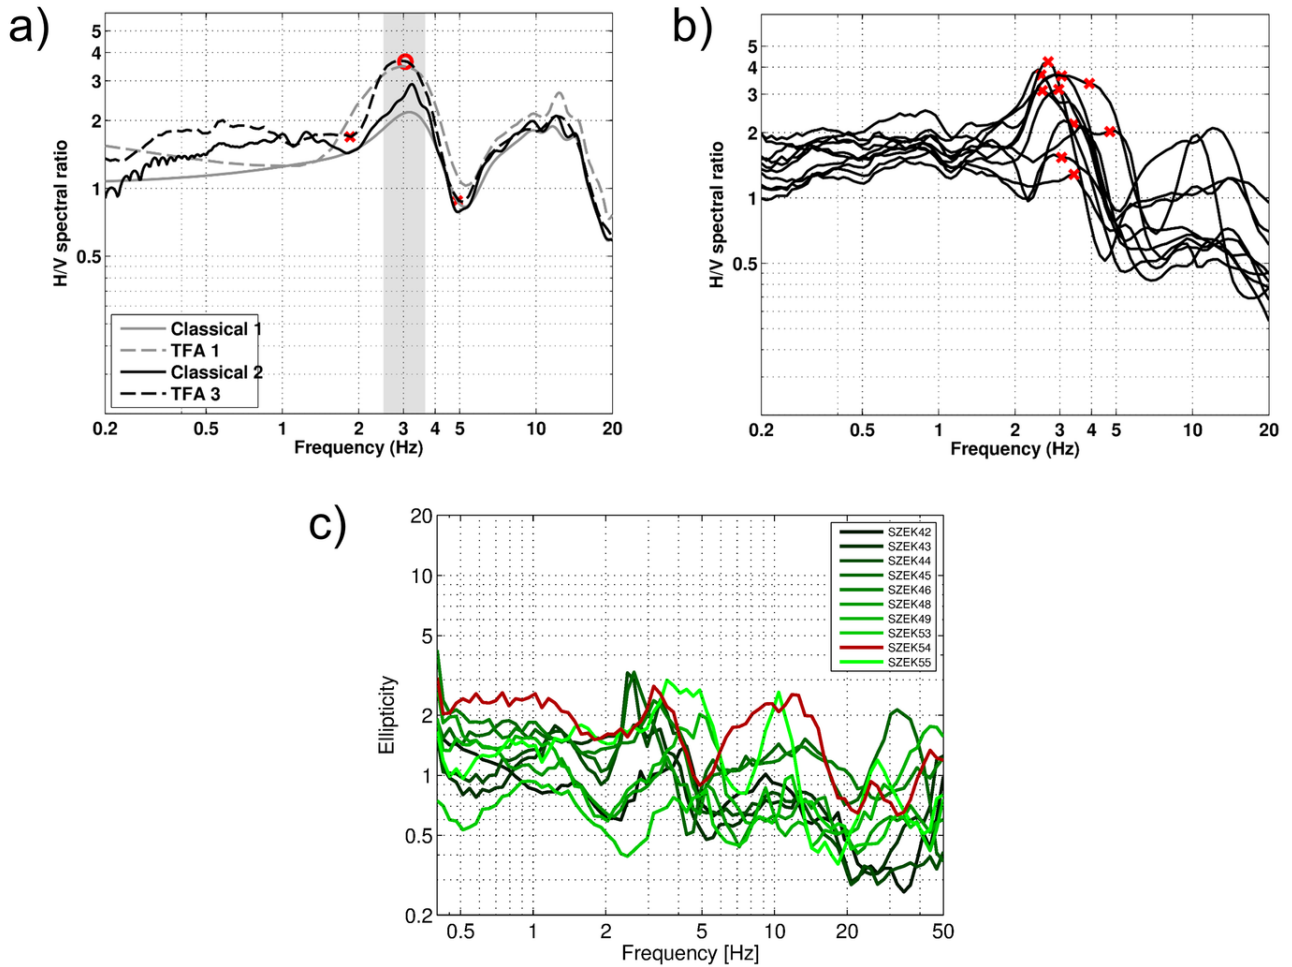 a)
5
4
3
2
1
0.5
H/V spectral ratio
Classical 1
TFA 1
Classical 2
TFA 3
0.2 0.5 1 2 3 4 5 10 20
Frequency (Hz)
b)
5
4
3
2
1
0.5
H/V spectral ratio
0.2 0.5 1 2 3 4 5 10 20
Frequency (Hz)
c)
20
10
5
2
1
0.5
0.2
Ellipticity
SZEK42
SZEK43
SZEK44
SZEK45
SZEK46
SZEK48
SZEK49
SZEK53
SZEK54
SZEK55
0.5 1 2 5 10 20 50
Frequency [Hz]